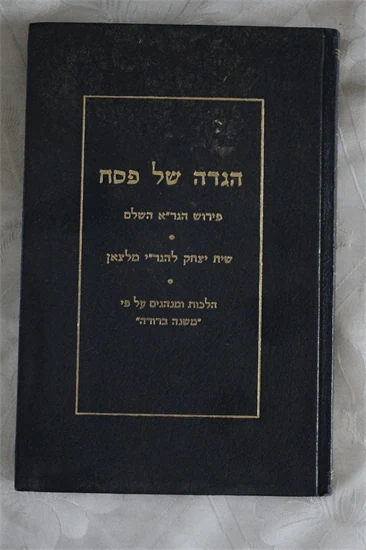 הגדה של פסח
פירוש הגר״א השלם
שיח יצחק להגר״י מלצאן
הלכות ומנהגים על פי
״משנה ברורה״